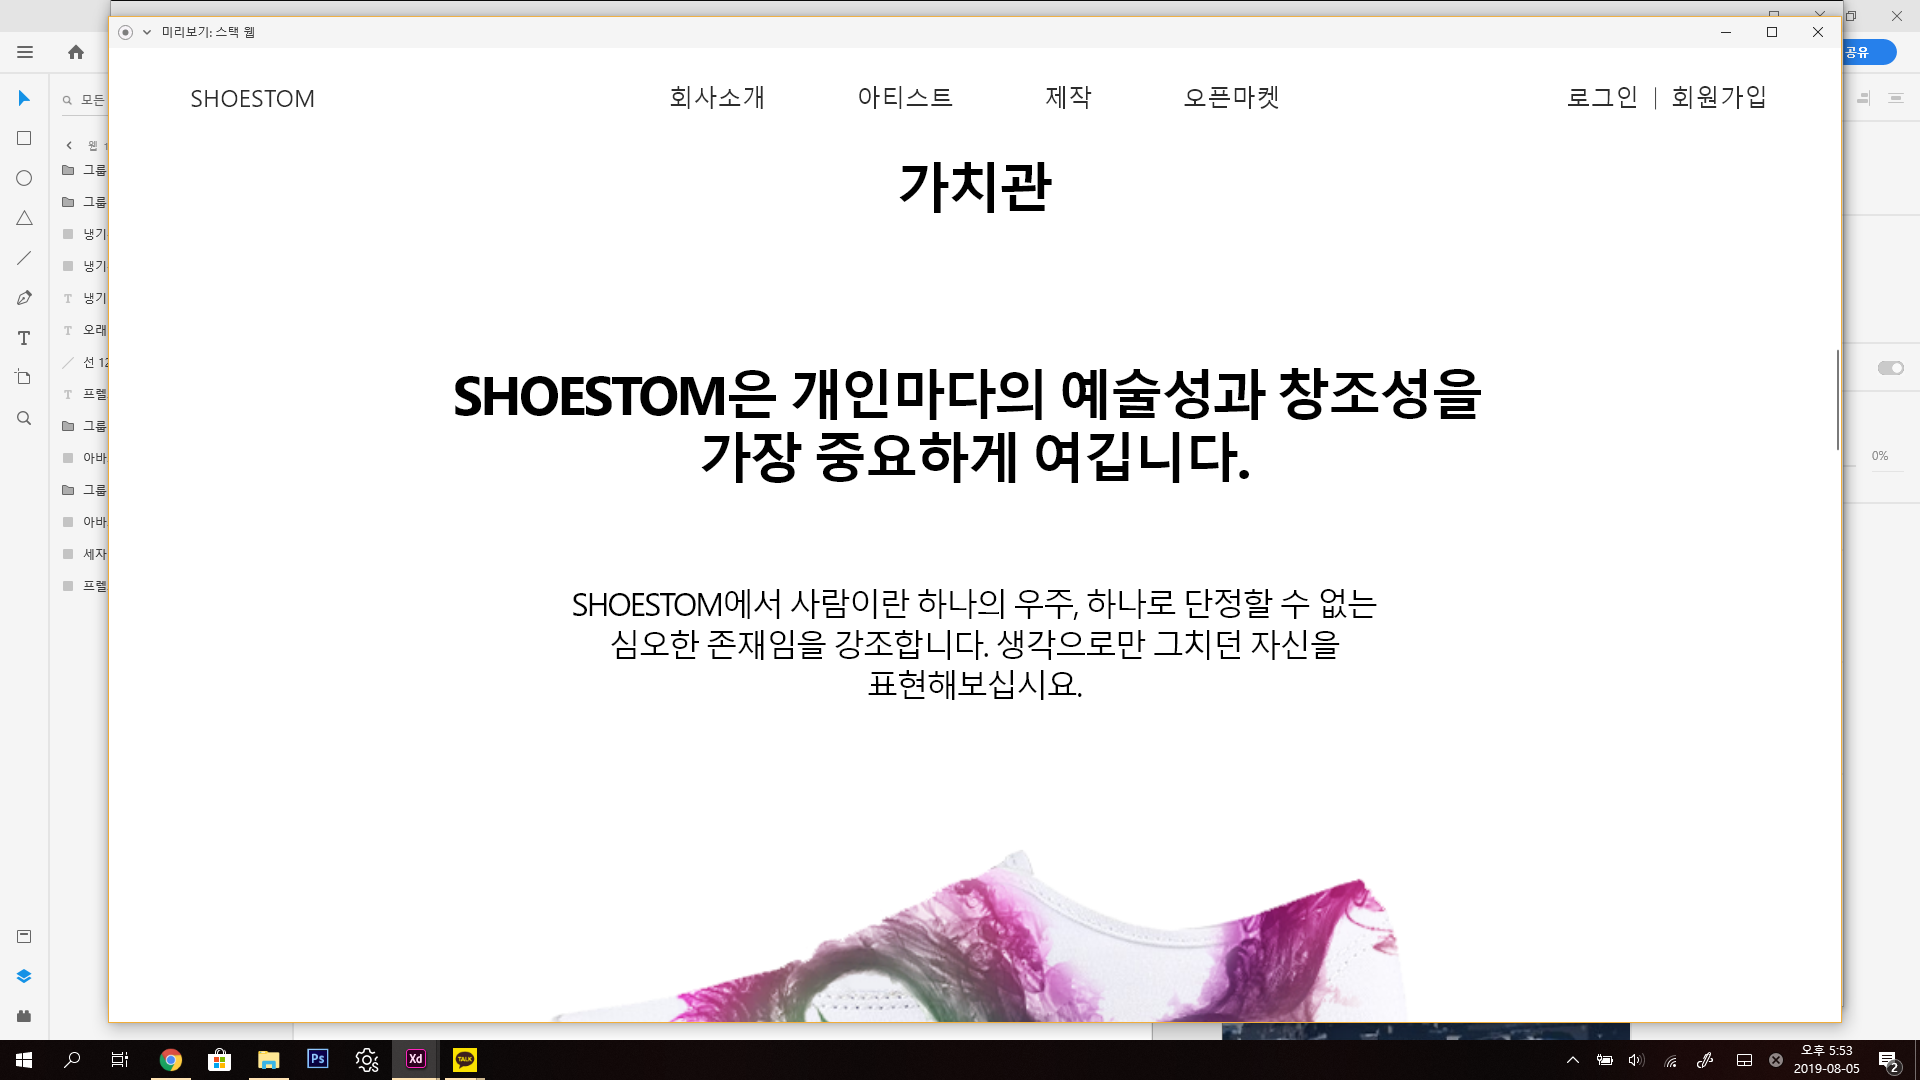 미리보기: 스택 웹
공유
SHOESTOM
회사소개
아티스트
제작
오픈마켓
로그인 | 회원가입
모든
웹 1
그룹
그룹
냉기
냉기
냉기
오래
선 12
프렐
그룹
아바
그룹
아바
세자
프렐
가치관
SHOESTOM은 개인마다의 예술성과 창조성을
가장 중요하게 여깁니다.
SHOESTOM에서 사람이란 하나의 우주, 하나로 단정할 수 없는
심오한 존재임을 강조합니다. 생각으로만 그치던 자신을
표현해보십시요.
0%
Ps
Xd
TALK
오후 5:53
2019-08-05
2